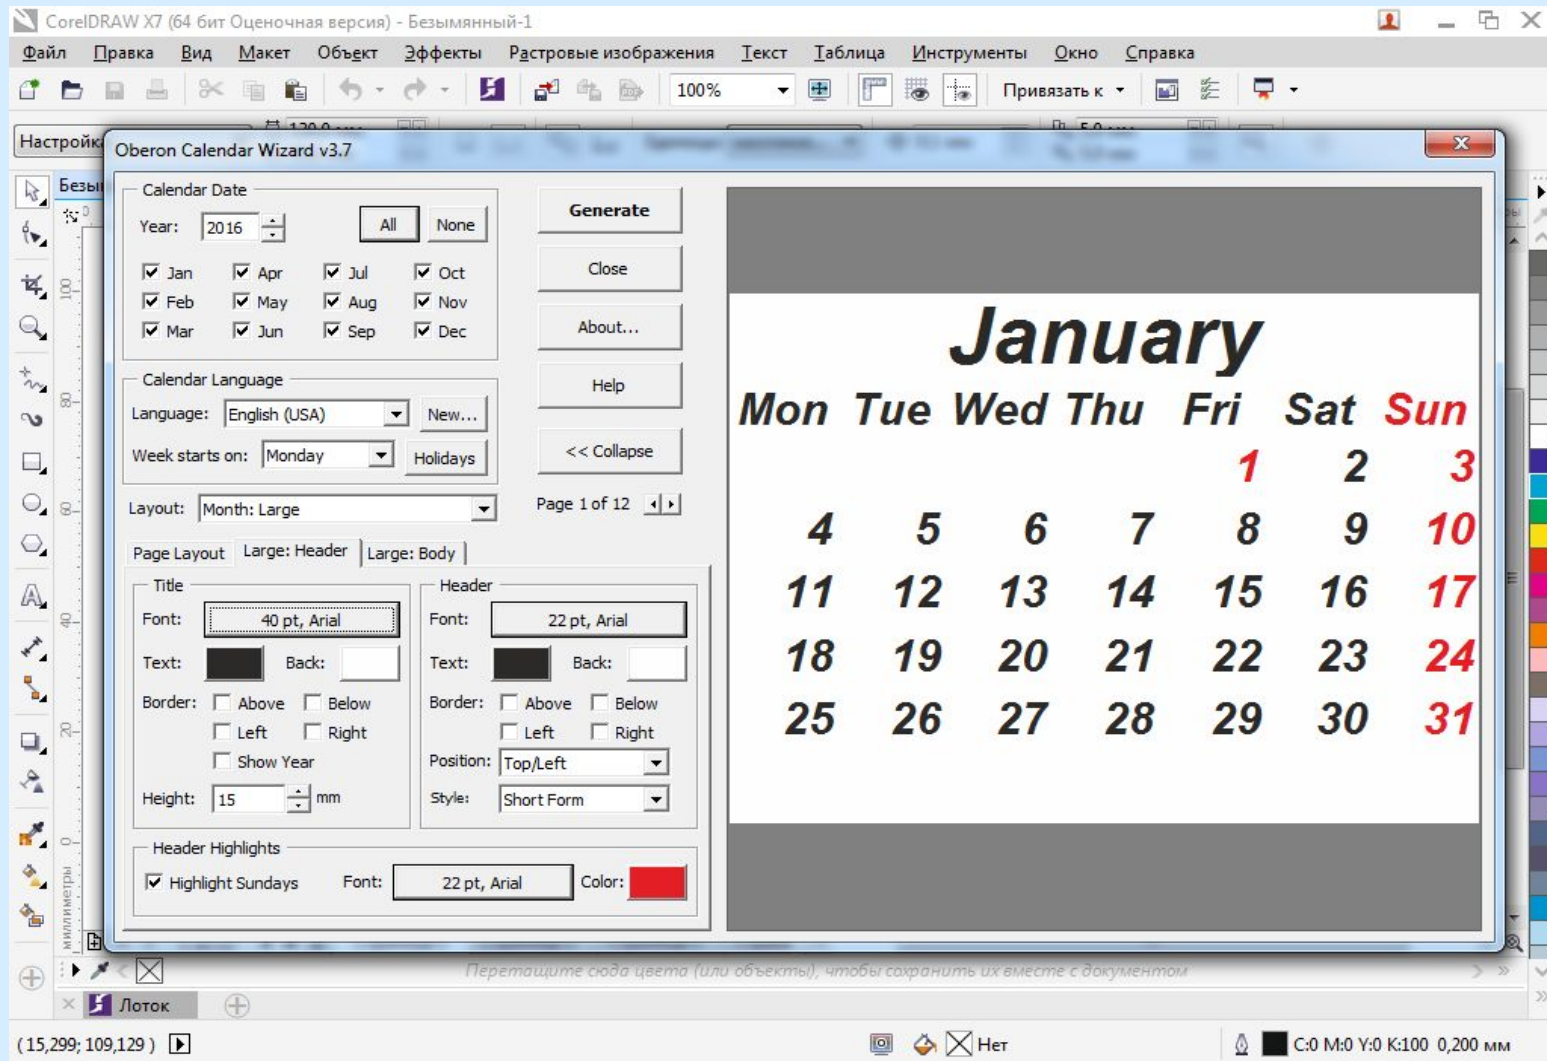 CorelDRAW X7 (64 бит Оценочная версия) - Безымянный-1
Файл Правка Вид Макет Объект Эффекты Растровые изображения Текст Таблица Инструменты Окно Справка
100% Привязать к
Oberon Calendar Wizard v3.7
Calendar Date
Year: 2016 All None
Jan Apr Jul Oct
Feb May Aug Nov
Mar Jun Sep Dec
Calendar Language
Language: English (USA) New...
Week starts on: Monday Holidays
Layout: Month: Large
Generate
Close
About...
Help
<< Collapse
Page 1 of 12
Page Layout Large: Header Large: Body
Title
Font: 40 pt, Arial
Text: Back:
Border: Above Below
Left Right
Show Year
Height: 15 mm
Header
Font: 22 pt, Arial
Text: Back:
Border: Above Below
Left Right
Position: Top/Left
Style: Short Form
Header Highlights
Highlight Sundays Font: 22 pt, Arial Color:
January
Mon Tue Wed Thu Fri Sat Sun
1 2 3
4 5 6 7 8 9 10
11 12 13 14 15 16 17
18 19 20 21 22 23 24
25 26 27 28 29 30 31
100
80
60
40
20
0
миллиметры
Перетащите сюда цвета (или объекты), чтобы сохранить их вместе с документом
Лоток
(15,299; 109,129) Нет C:0 M:0 Y:0 K:100 0,200 мм